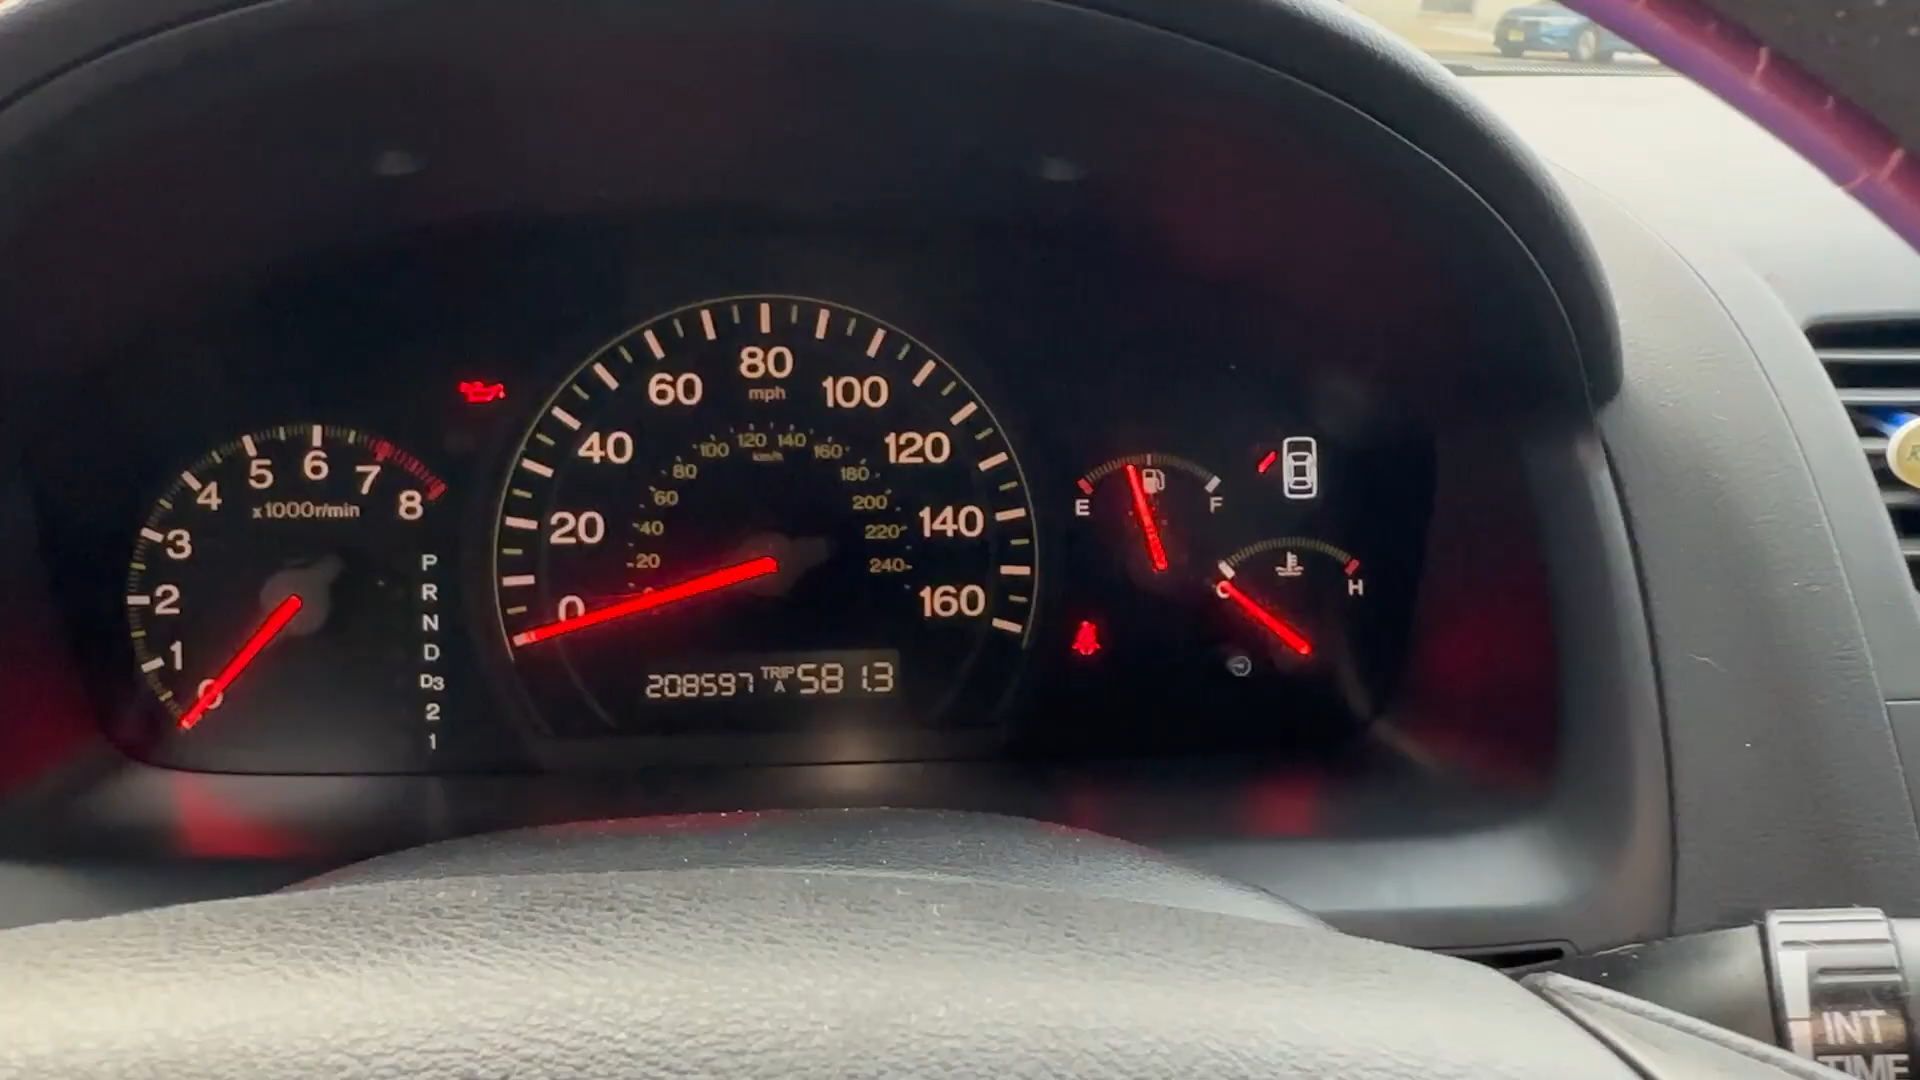 80
60 mph 100
40 120
20 140
0 160
100 120 140 160
km/h
80 180
60 200
40 220
20 240
5 6 7
4 8
x1000r/min
3
2
1
0
P
R
N
D
D3
2
1
208597 TRIP A 581.3
E F
C H
INT
TIME